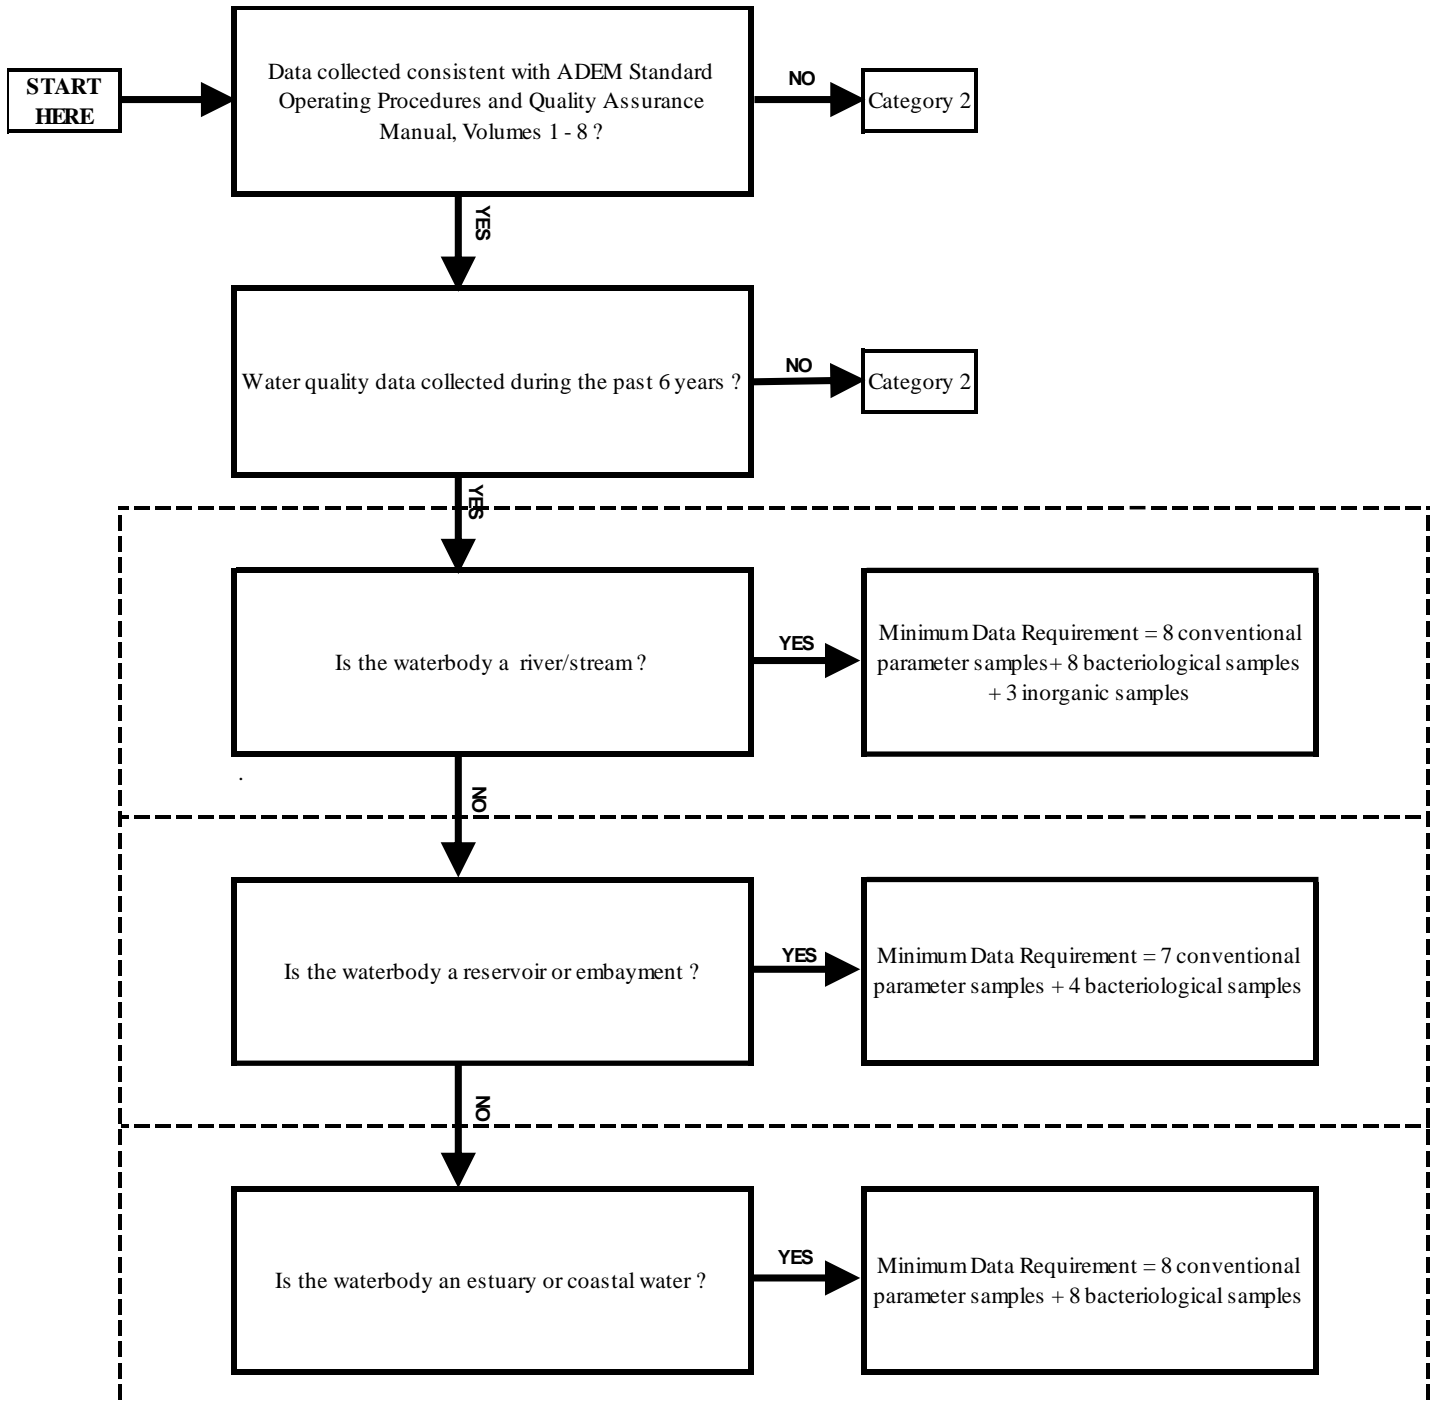 START
HERE
Data collected consistent with ADEM Standard
Operating Procedures and Quality Assurance
Manual, Volumes 1 - 8 ?
NO
Category 2
YES
Water quality data collected during the past 6 years ?
NO
Category 2
YES
Is the waterbody a river/stream ?
YES
Minimum Data Requirement = 8 conventional
parameter samples+ 8 bacteriological samples
+ 3 inorganic samples
.
NO
Is the waterbody a reservoir or embayment ?
YES
Minimum Data Requirement = 7 conventional
parameter samples + 4 bacteriological samples
NO
Is the waterbody an estuary or coastal water ?
YES
Minimum Data Requirement = 8 conventional
parameter samples + 8 bacteriological samples